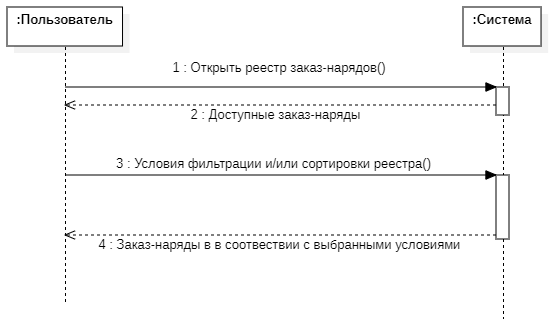 :Пользователь
:Система
1 : Открыть реестр заказ-нарядов()
2 : Доступные заказ-наряды
3 : Условия фильтрации и/или сортировки реестра()
4 : Заказ-наряды в в соотвествии с выбранными условиями